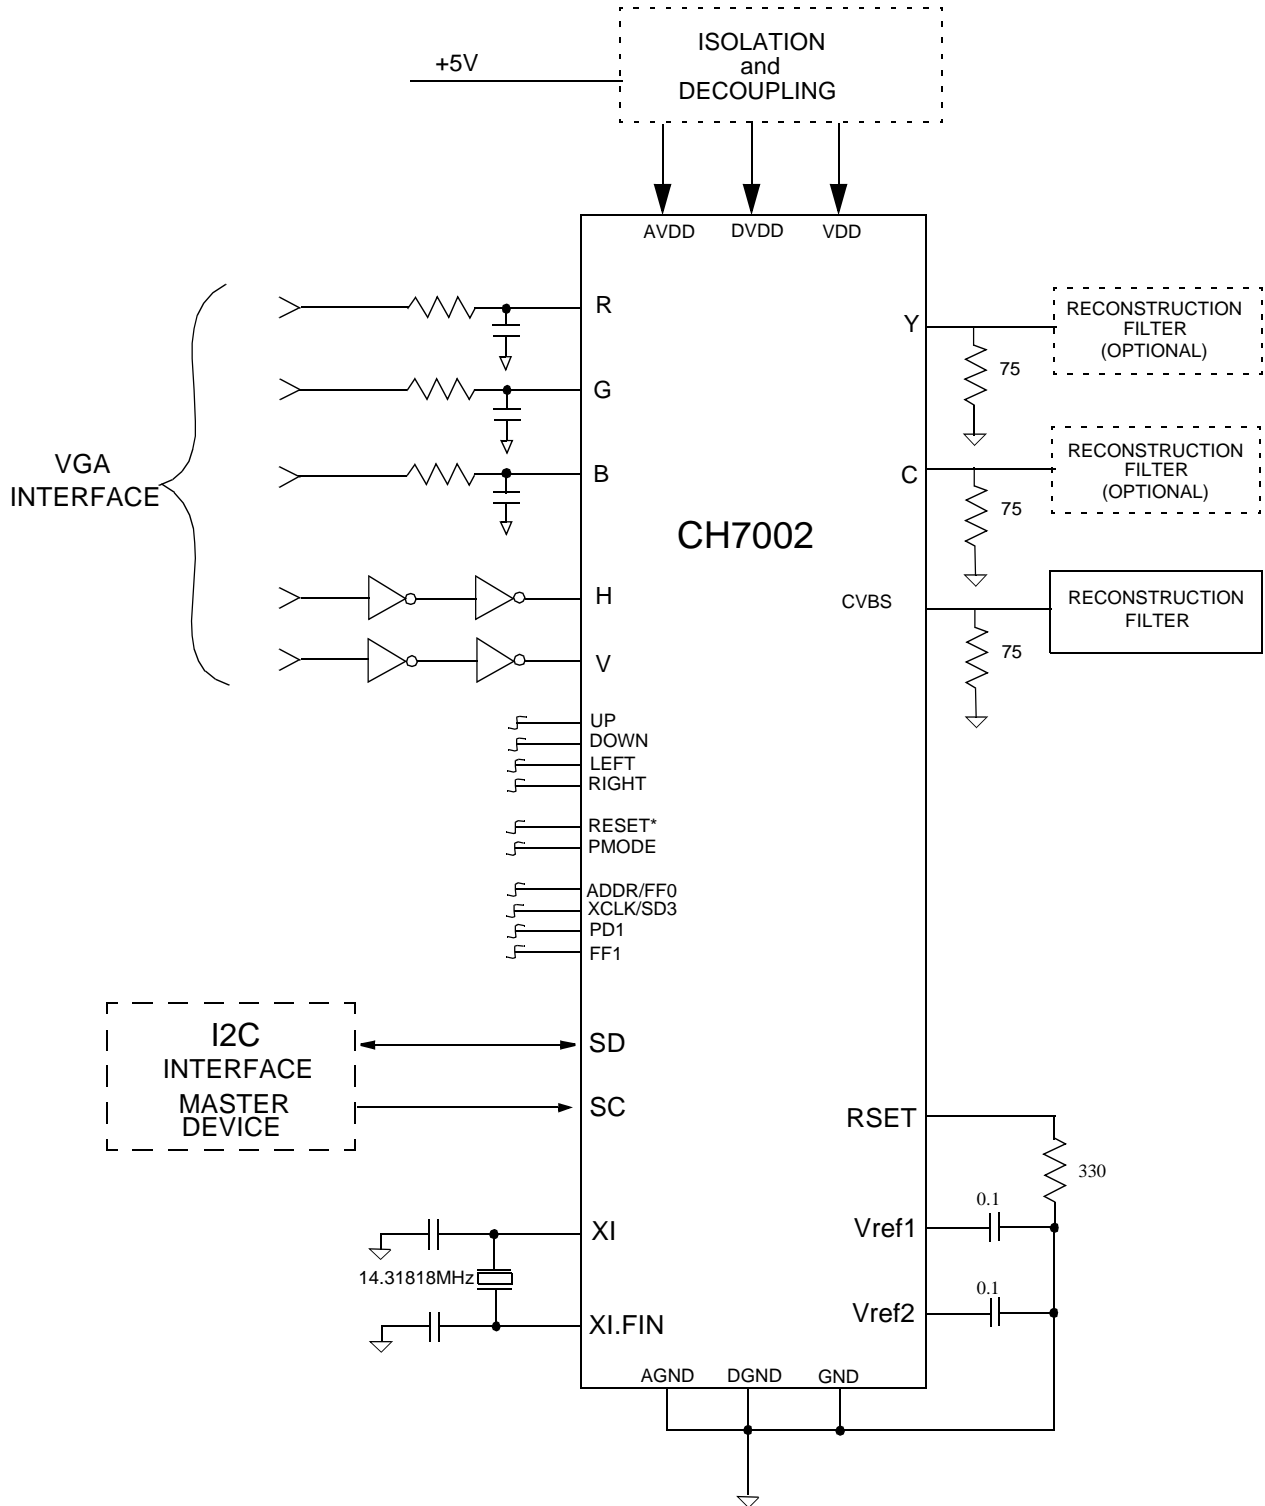 ISOLATION
and
DECOUPLING
+5V
AVDD DVDD VDD
VGA
INTERFACE
R
G
B
H
V
UP
DOWN
LEFT
RIGHT
RESET*
PMODE
ADDR/FF0
XCLK/SD3
PD1
FF1
I2C
INTERFACE
MASTER
DEVICE
SD
SC
XI
14.31818MHz
XI.FIN
CH7002
Y
75
RECONSTRUCTION
FILTER
(OPTIONAL)
C
75
RECONSTRUCTION
FILTER
(OPTIONAL)
CVBS
75
RECONSTRUCTION
FILTER
RSET
330
Vref1
0.1
Vref2
0.1
AGND DGND GND